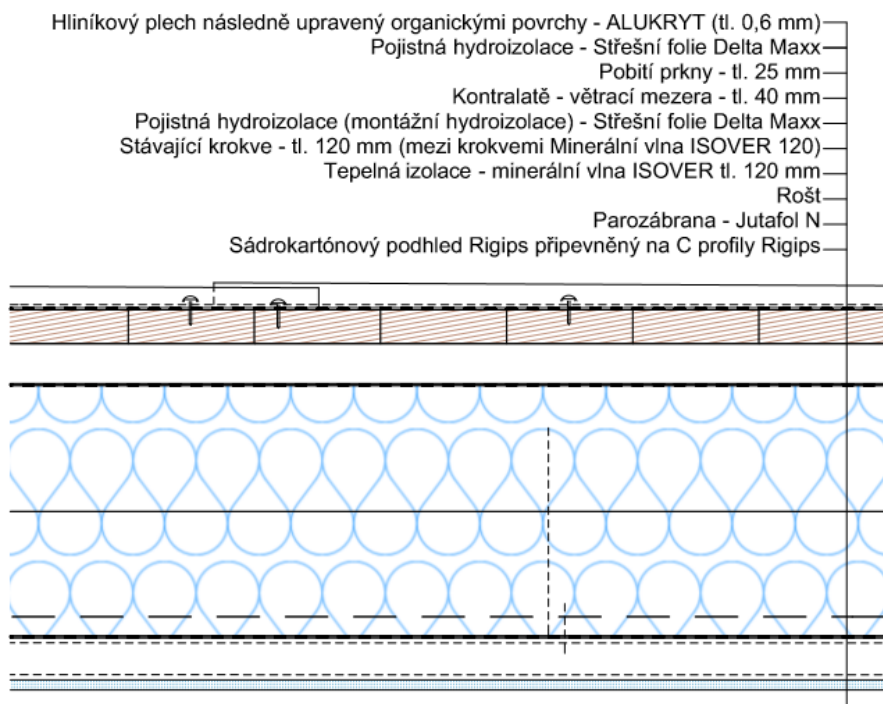 Hliníkový plech následně upravený organickými povrchy - ALUKRYT (tl. 0,6 mm)
Pojistná hydroizolace - Střešní folie Delta Maxx
Pobití prkny - tl. 25 mm
Kontralatě - větrací mezera - tl. 40 mm
Pojistná hydroizolace (montážní hydroizolace) - Střešní folie Delta Maxx
Stávající krokve - tl. 120 mm (mezi krokvemi Minerální vlna ISOVER 120)
Tepelná izolace - minerální vlna ISOVER tl. 120 mm
Rošt
Parozábrana - Jutafol N
Sádrokartónový podhled Rigips připevněný na C profily Rigips